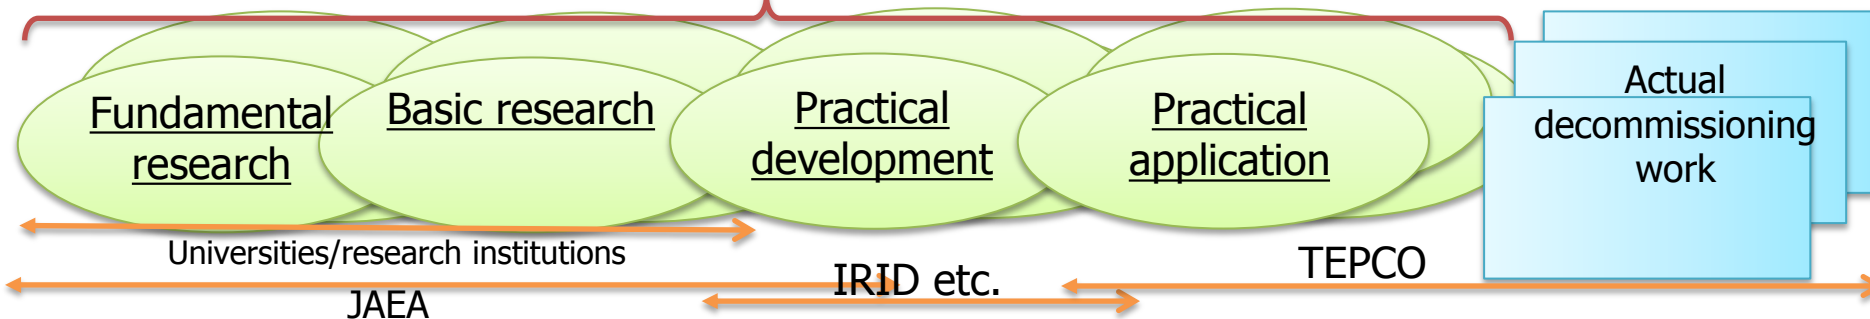 Fundamental
research
Basic research
Practical
development
Practical
application
Actual
decommissioning
work
Universities/research institutions
JAEA
IRID etc.
TEPCO